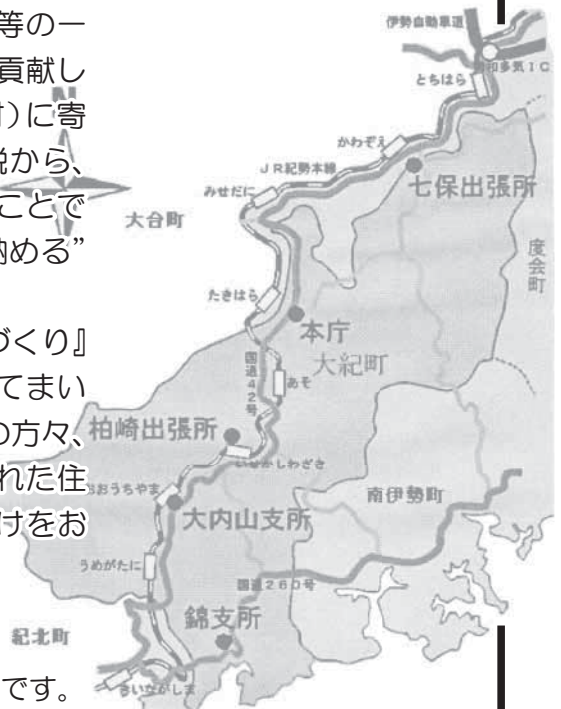 等の一
貢献し
村)に寄
税から、
ことで
納める”
づくり』
てまい
の方々、
れた住
けをお
です。
伊勢自動車道
多気IC
とちはら
かわぞえ
JR紀勢本線
みせだに
七保出張所
大台町
度会町
たきはら
本庁
大紀町
国道42号
あそ
柏崎出張所
いせかしわざき
おおうちやま
大内山支所
南伊勢町
うめがたに
国道260号
錦支所
紀北町
きいながしま